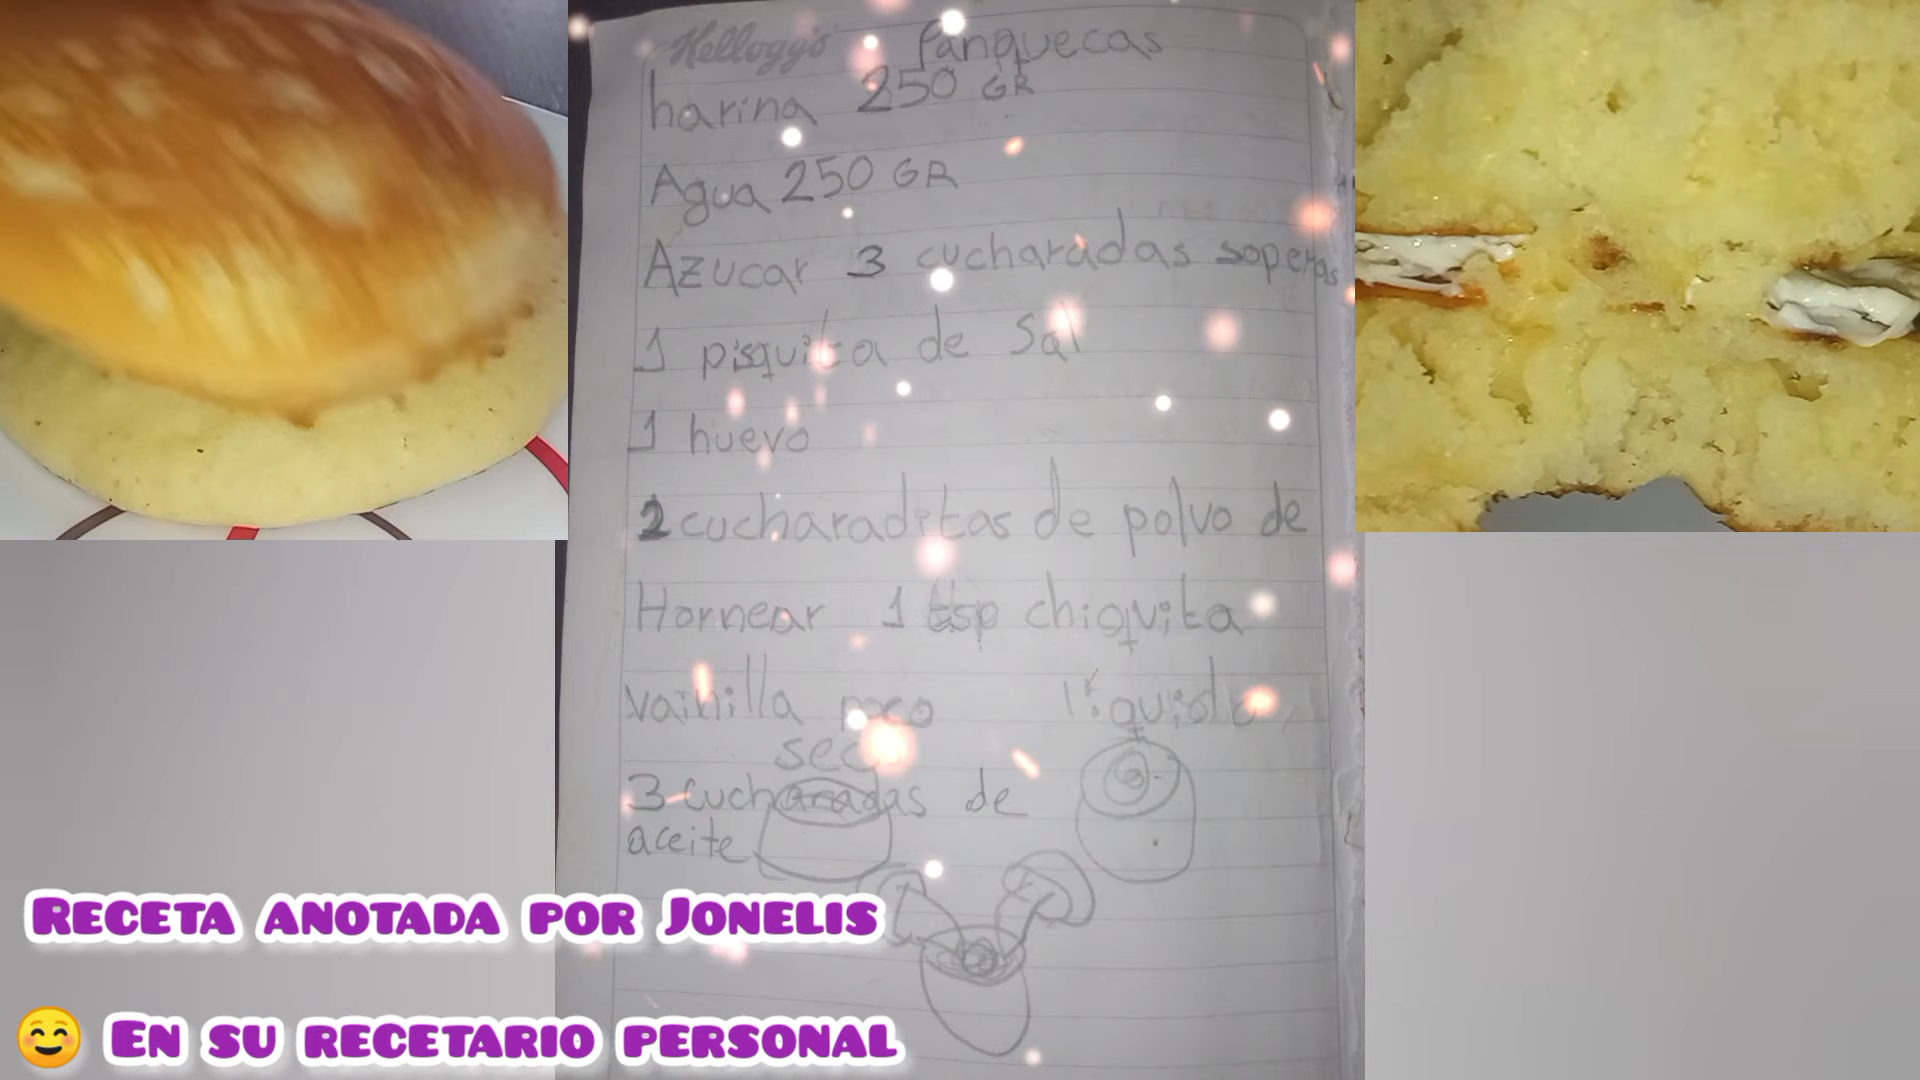 Kellogg's Panquecas
harina 250 GR
Agua 250 GR
Azucar 3 cucharadas soperas
1 pisquita de Sal
1 huevo
2 cucharaditas de polvo de
Hornear 1 tsp chiquita
vainilla poco líquido
seco
3 cucharadas de
aceite
Receta anotada por Jonelis
☺️ En su recetario personal